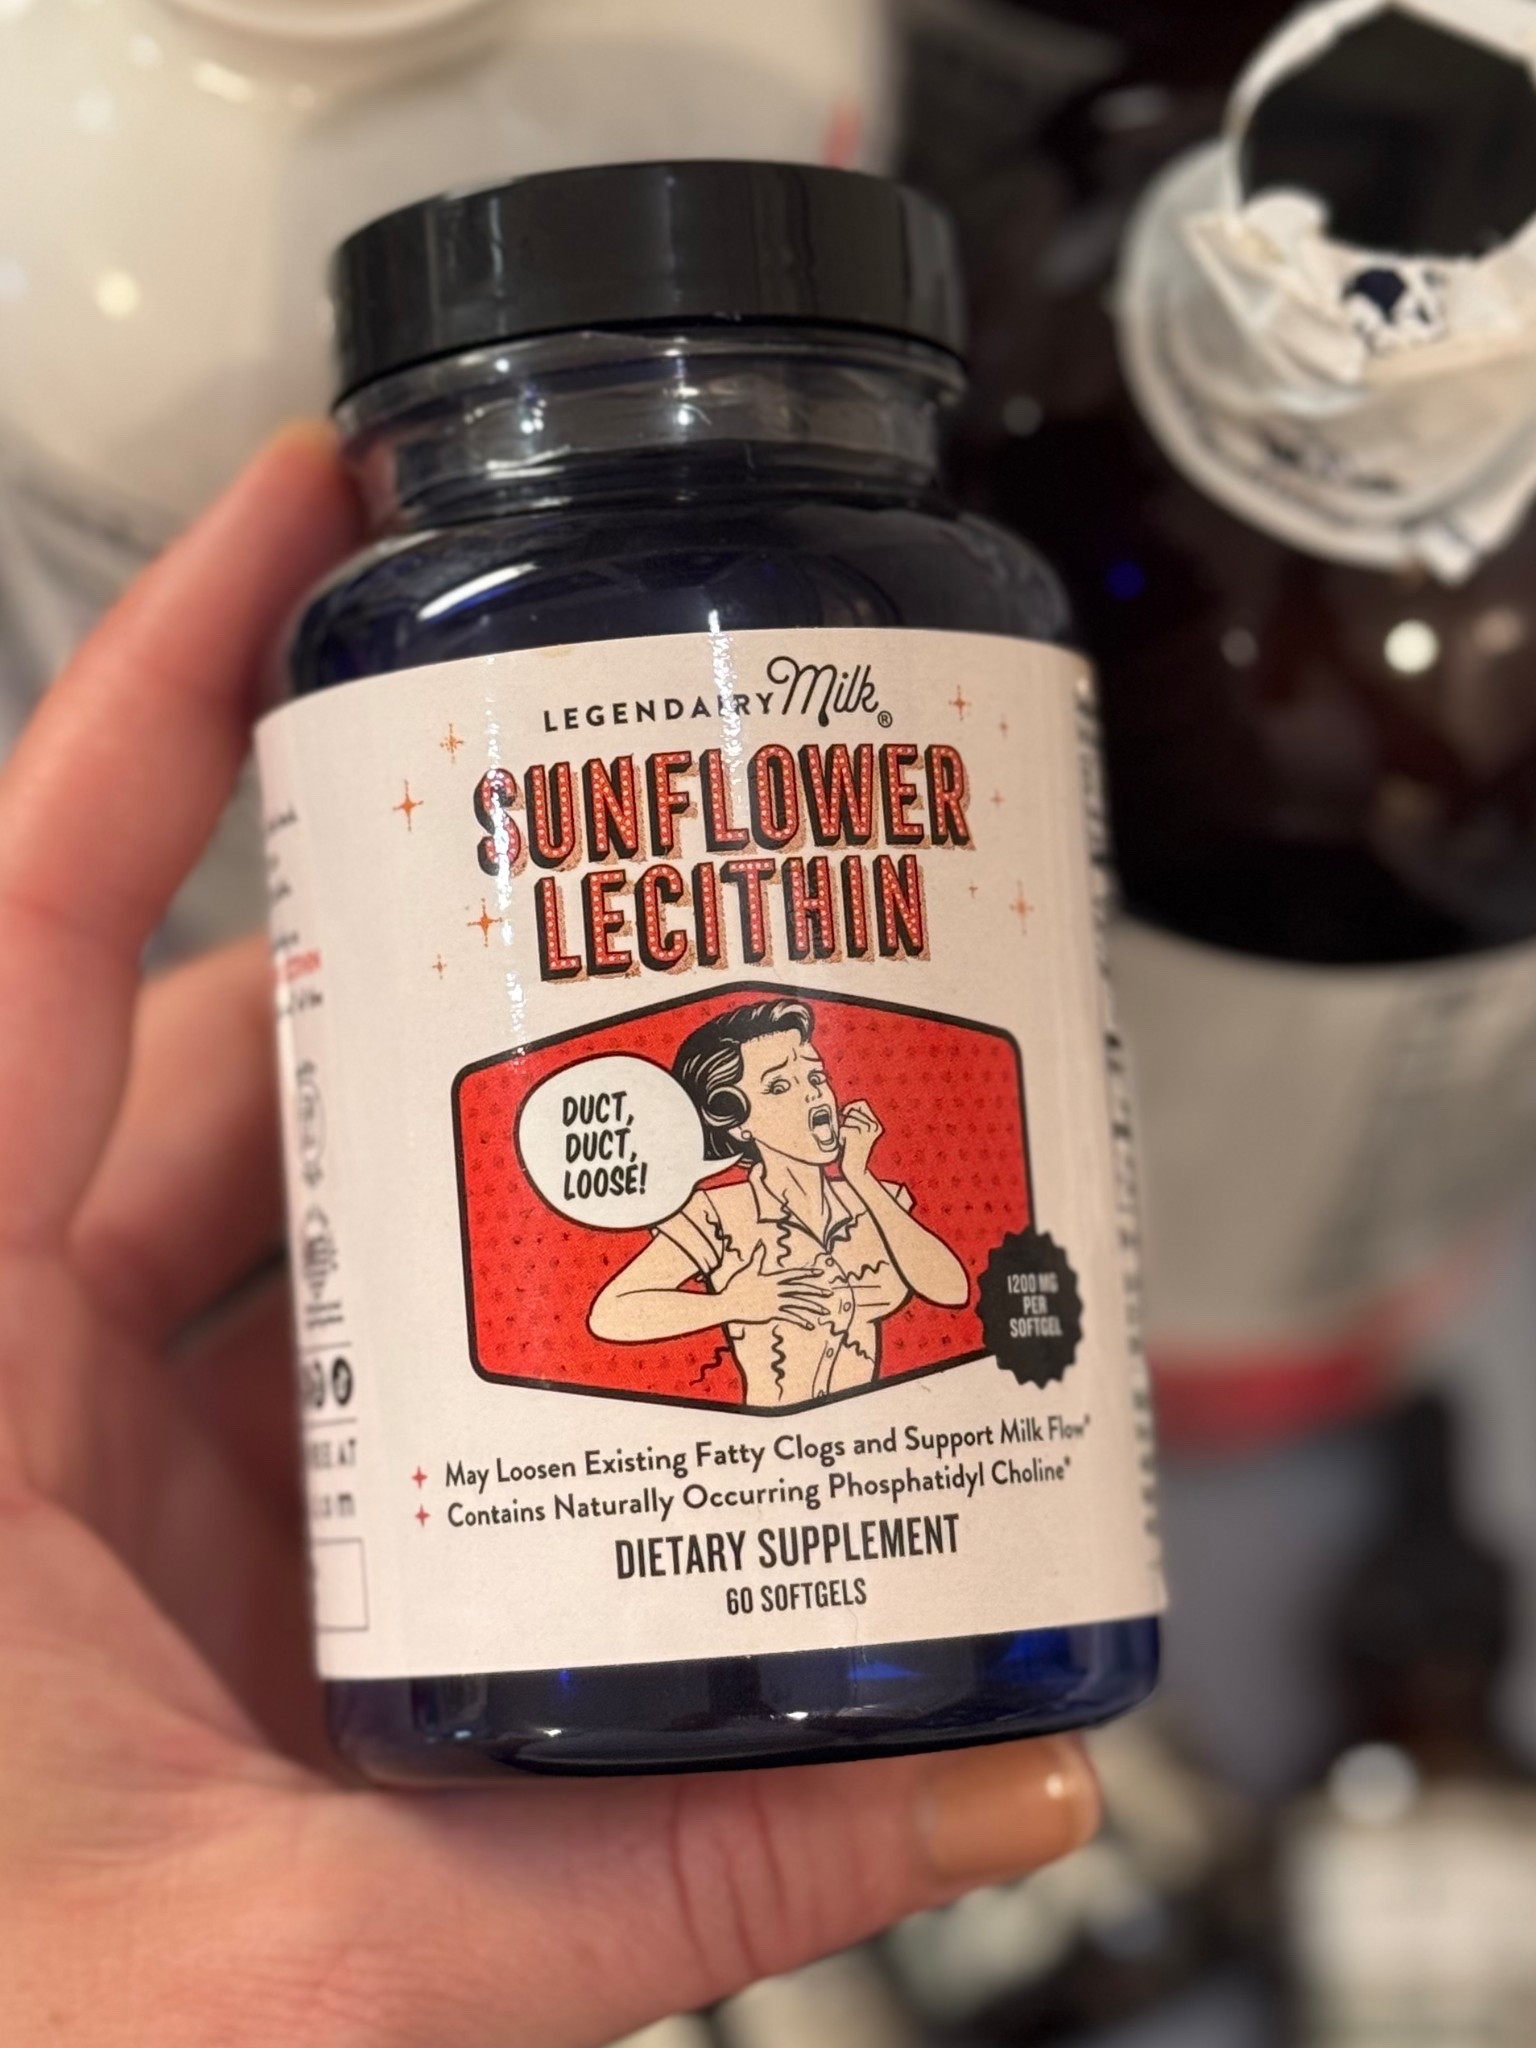 LEGENDAIRY Milk®
SUNFLOWER
LECITHIN
DUCT,
DUCT,
LOOSE!
1200 MG
PER
SOFTGEL
May Loosen Existing Fatty Clogs and Support Milk Flow*
Contains Naturally Occurring Phosphatidyl Choline*
DIETARY SUPPLEMENT
60 SOFTGELS